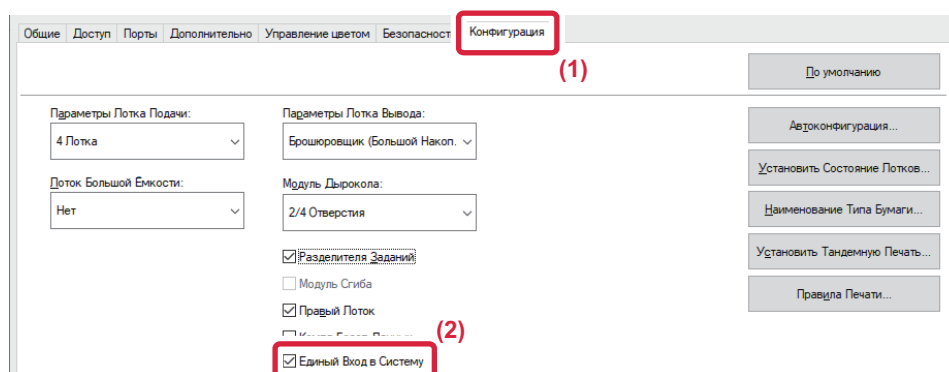 Общие Доступ Порты Дополнительно Управление цветом Безопасност Конфигурация
(1)
По умолчанию
Параметры Лотка Подачи: Параметры Лотка Вывода:
4 Лотка Брошюровщик (Большой Накоп. Автоконфигурация...
Лоток Большой Ёмкости: Модуль Дырокола: Установить Состояние Лотков...
Нет 2/4 Отверстия Наименование Типа Бумаги...
Разделителя Заданий Установить Тандемную Печать...
Модуль Сгиба Правила Печати...
Правый Лоток
(2)
Единый Вход в Систему